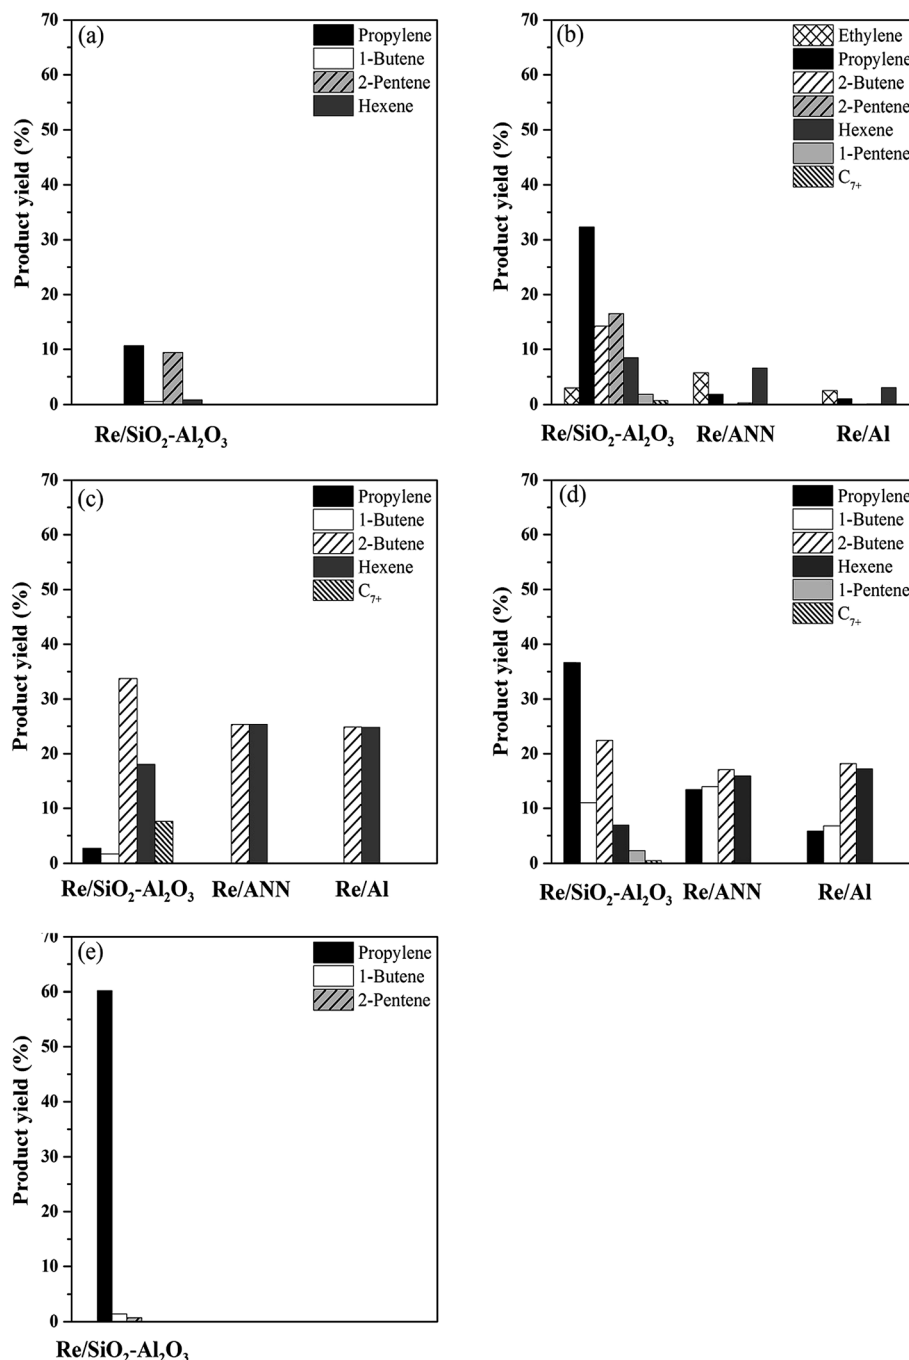 (a)
Propylene
1-Butene
2-Pentene
Hexene
70
60
50
40
30
20
10
0
Product yield (%)
Re/SiO₂-Al₂O₃
(b)
Ethylene
Propylene
2-Butene
2-Pentene
Hexene
1-Pentene
C₇₊
70
60
50
40
30
20
10
0
Product yield (%)
Re/SiO₂-Al₂O₃ Re/ANN Re/Al
(c)
Propylene
1-Butene
2-Butene
Hexene
C₇₊
70
60
50
40
30
20
10
0
Product yield (%)
Re/SiO₂-Al₂O₃ Re/ANN Re/Al
(d)
Propylene
1-Butene
2-Butene
Hexene
1-Pentene
C₇₊
70
60
50
40
30
20
10
0
Product yield (%)
Re/SiO₂-Al₂O₃ Re/ANN Re/Al
(e)
Propylene
1-Butene
2-Pentene
70
60
50
40
30
20
10
0
Product yield (%)
Re/SiO₂-Al₂O₃